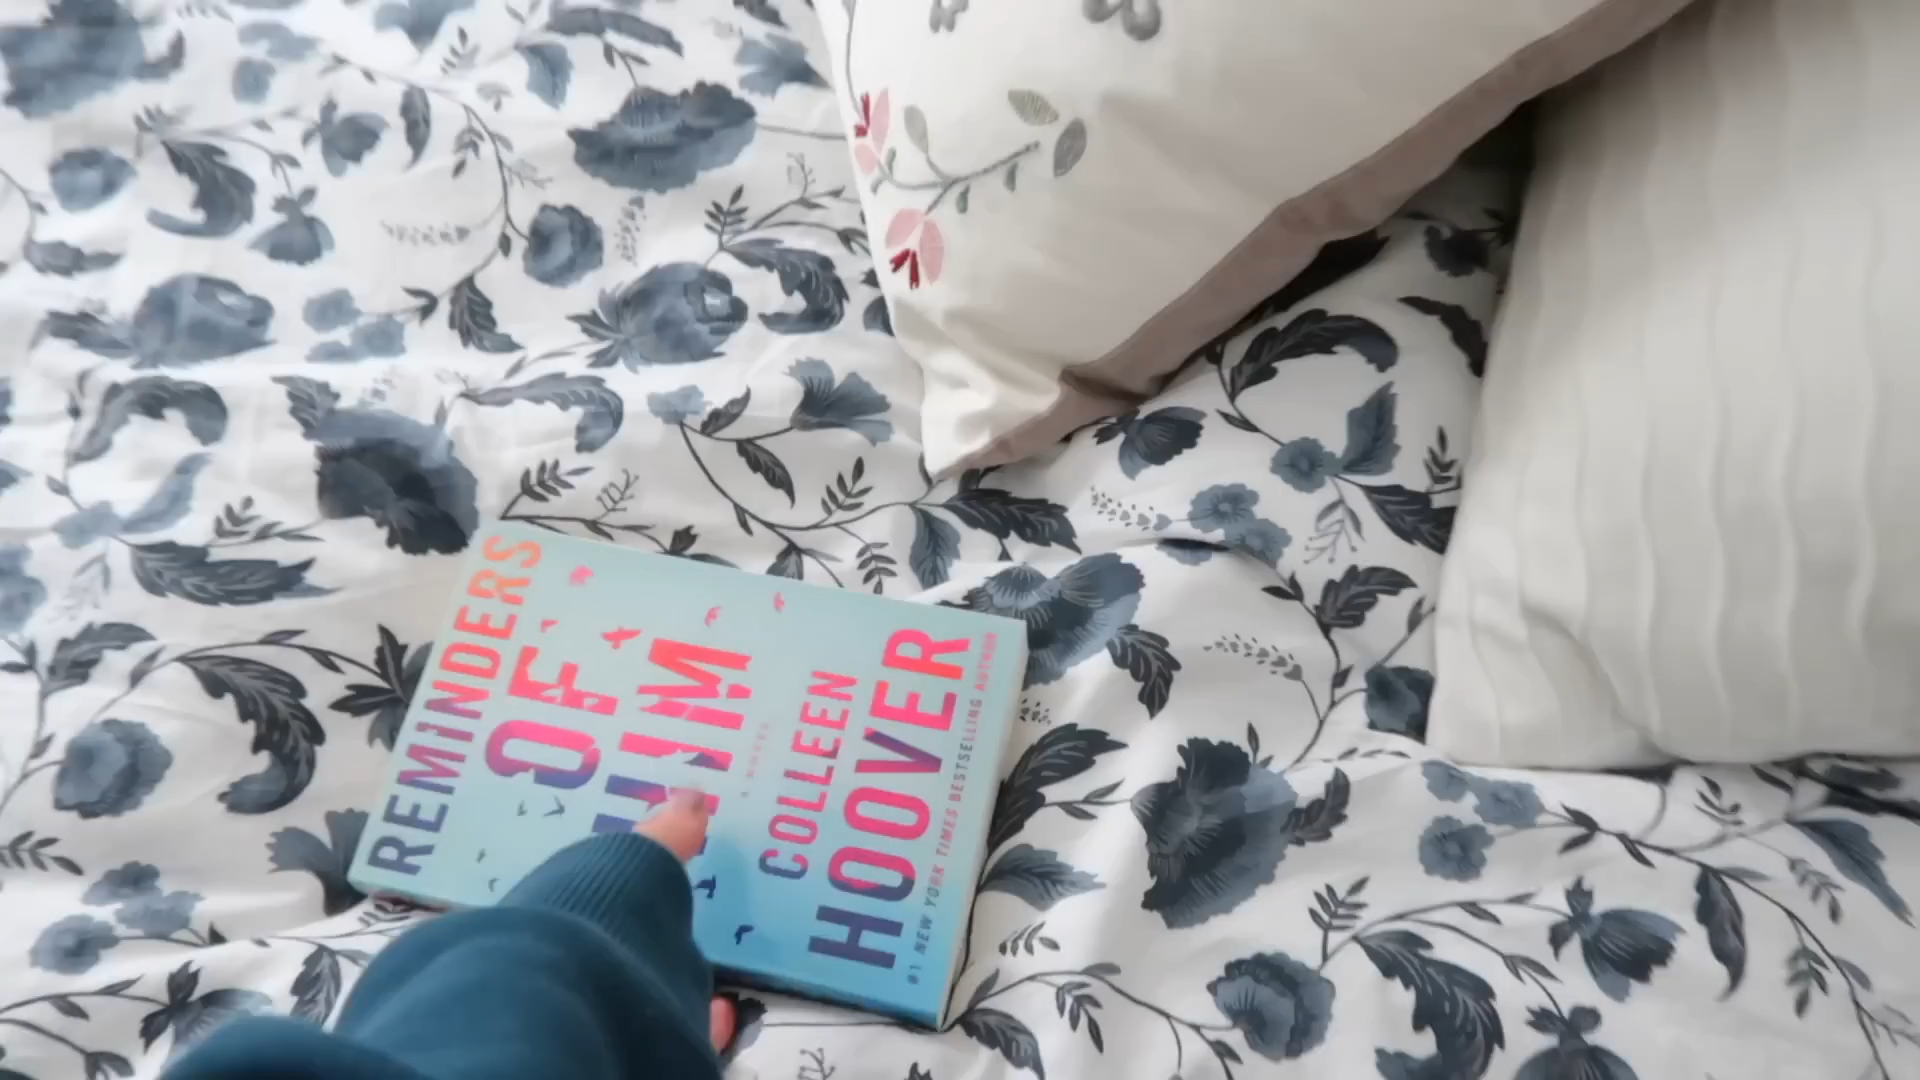 REMINDERS
OF
HIM
A NOVEL
COLLEEN
HOOVER
#1 NEW YORK TIMES BESTSELLING AUTHOR